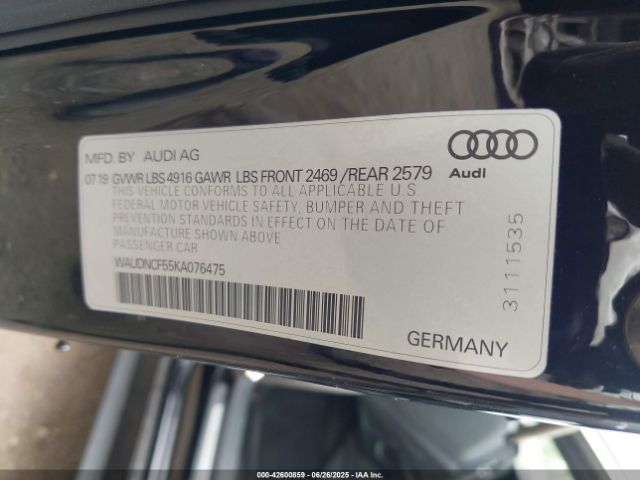 MFD. BY AUDI AG
07 19 GVWR LBS 4916 GAWR LBS FRONT 2469 /REAR 2579
THIS VEHICLE CONFORMS TO ALL APPLICABLE U.S
FEDERAL MOTOR VEHICLE SAFETY, BUMPER AND THEFT
PREVENTION STANDARDS IN EFFECT ON THE DATE OF
MANUFACTURE SHOWN ABOVE
PASSENGER CAR
WAUDNCF55KA076475
Audi
3111535
GERMANY
000-42600859 | 06/26/2025 | IAA Inc.